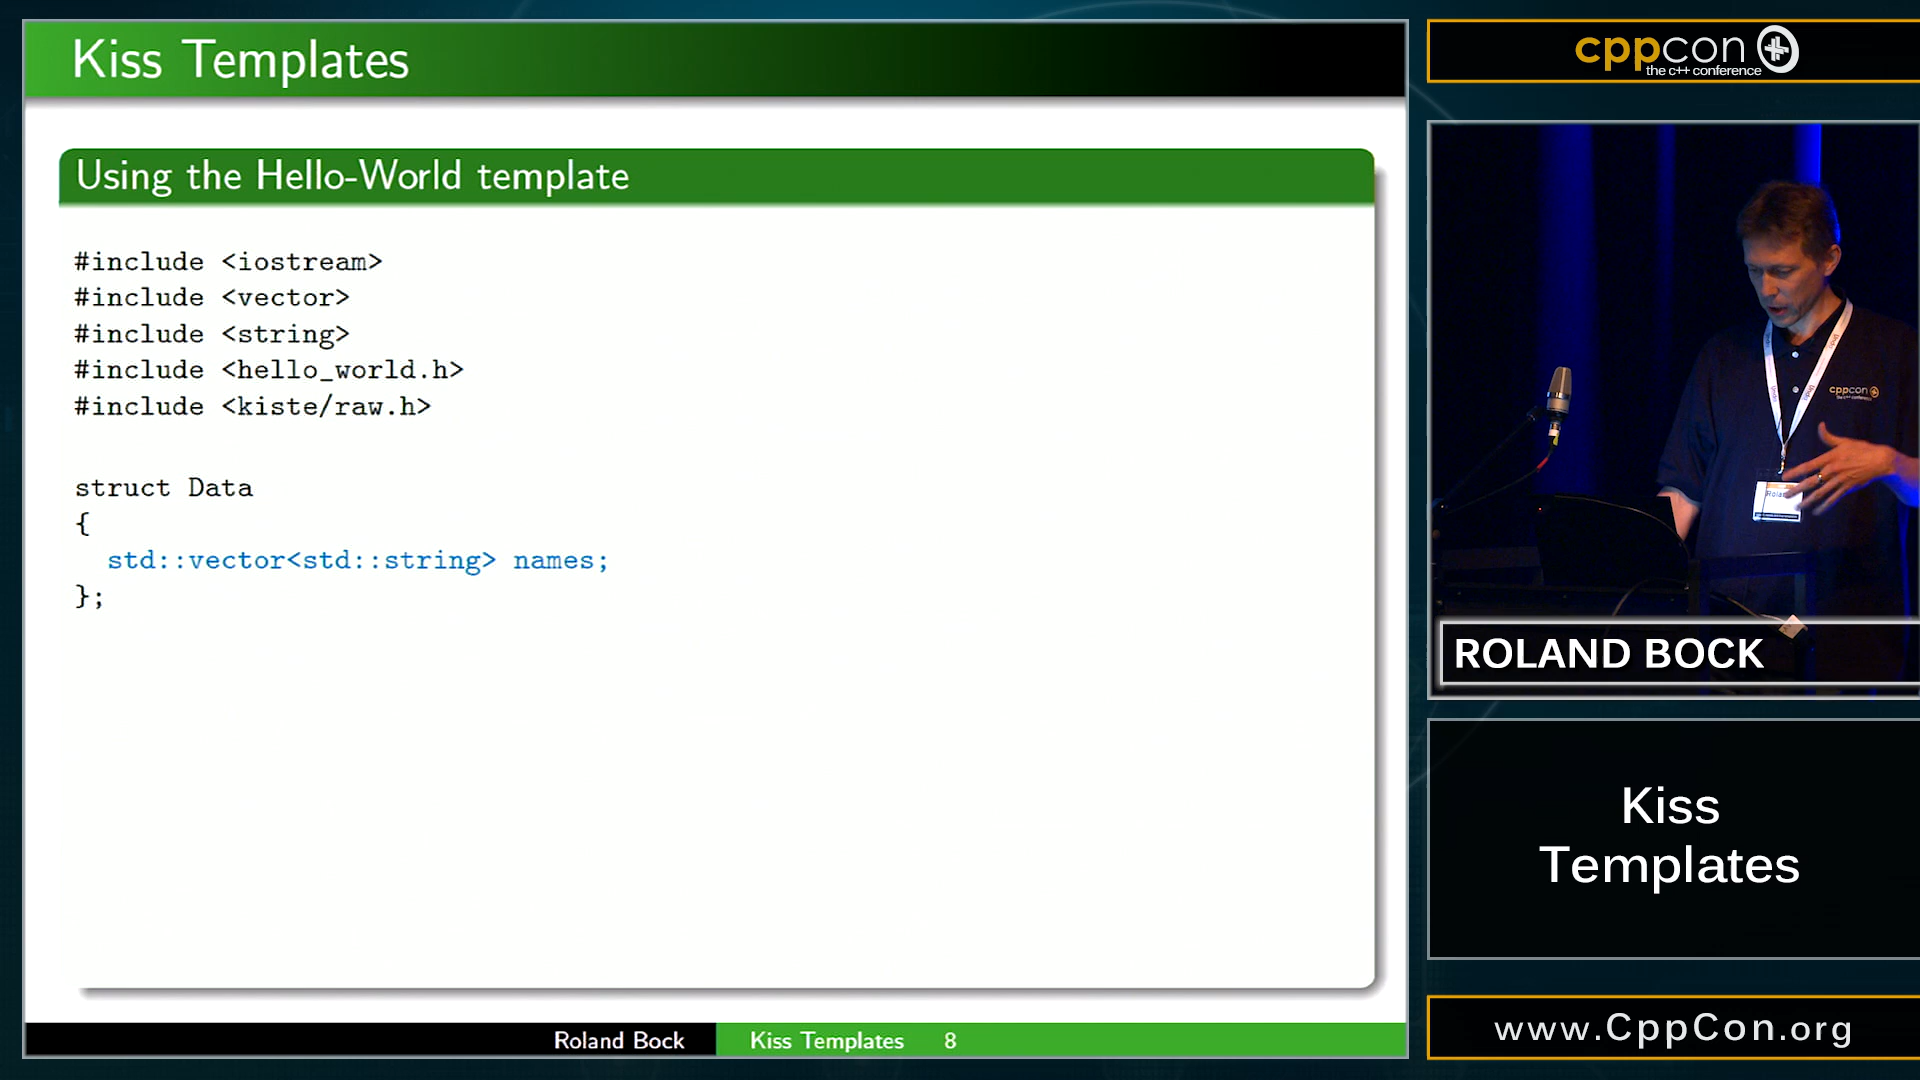 Kiss Templates
Using the Hello-World template
#include <iostream>
#include <vector>
#include <string>
#include <hello_world.h>
#include <kiste/raw.h>
struct Data
{
std::vector<std::string> names;
};
Roland Bock
Kiss Templates
8
cppcon
the c++ conference
cppcon
ROLAND BOCK
Kiss
Templates
www.CppCon.org